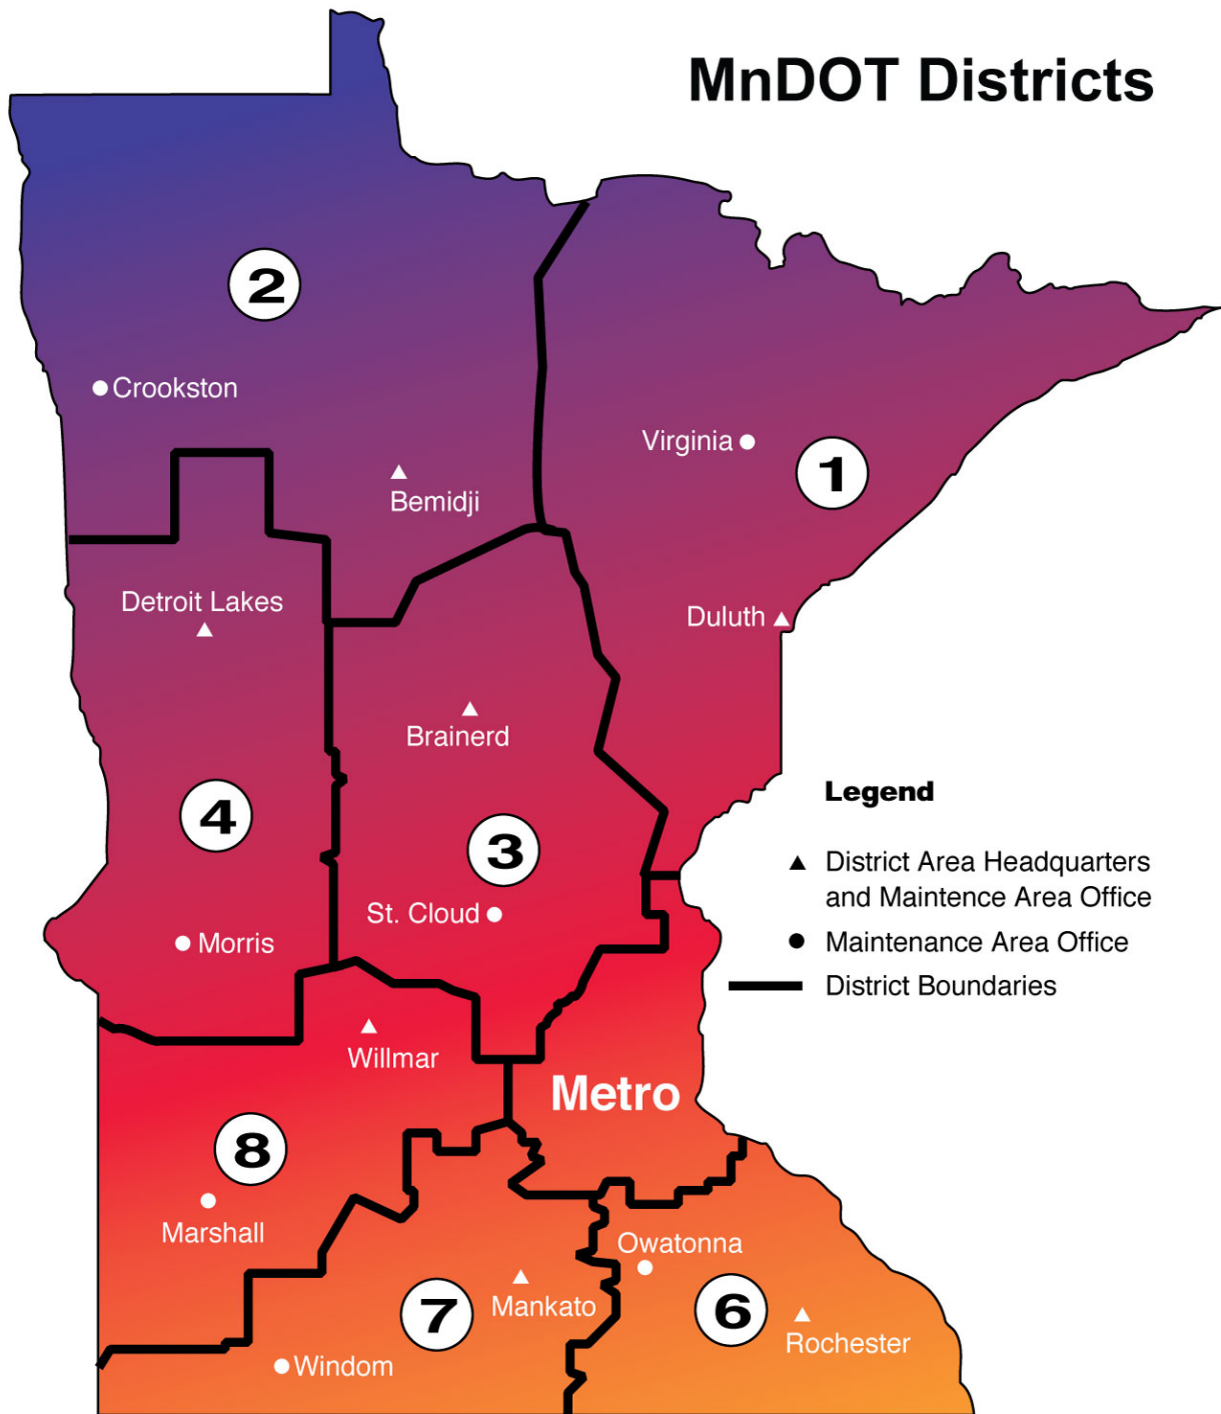 MnDOT Districts
2
Crookston
Virginia
1
Bemidji
Detroit Lakes
Duluth
Brainerd
Legend
4
3
District Area Headquarters
and Maintence Area Office
St. Cloud
Morris
Maintenance Area Office
District Boundaries
Willmar
Metro
8
Marshall
Owatonna
7
Mankato
6
Rochester
Windom